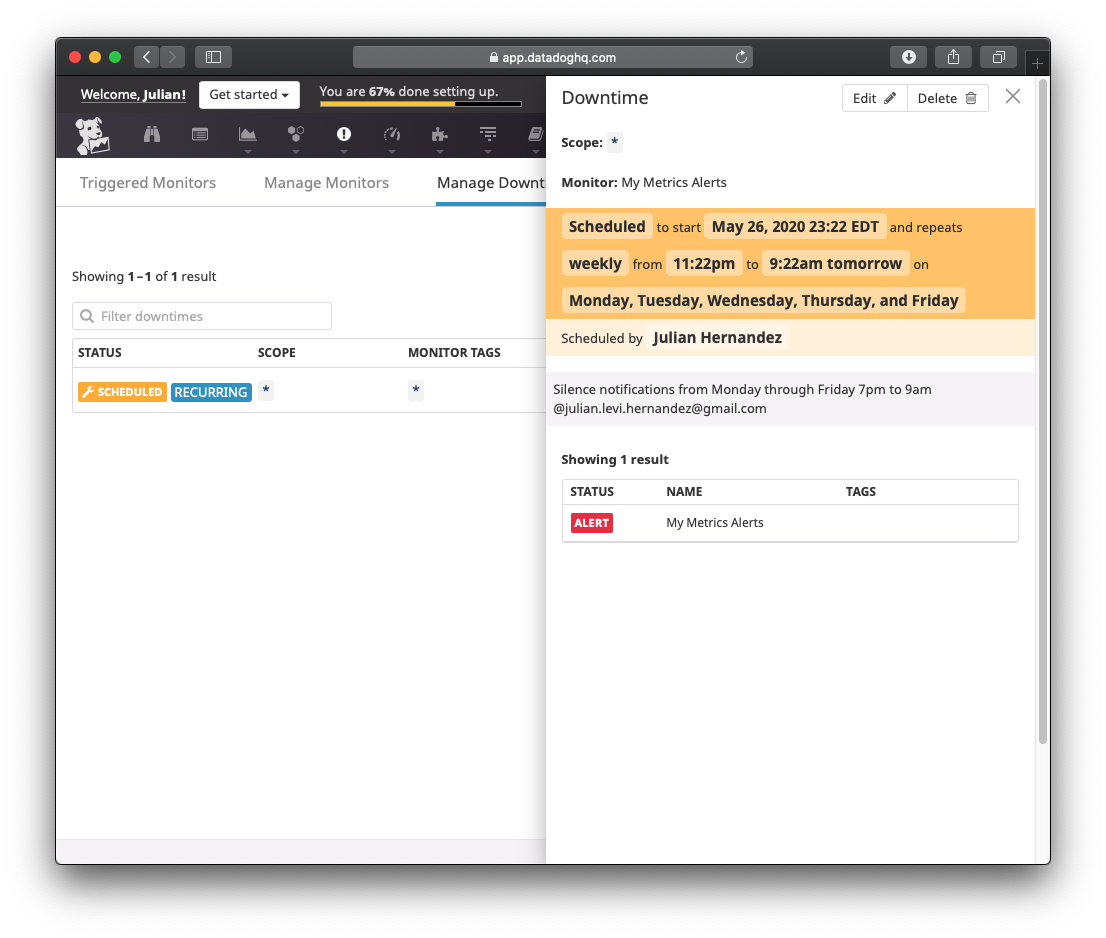 app.datadoghq.com
Welcome, Julian!
Get started
You are 67% done setting up.
Triggered Monitors
Manage Monitors
Manage Downt
Showing 1–1 of 1 result
Filter downtimes
STATUS SCOPE MONITOR TAGS
SCHEDULED RECURRING * *
Downtime
Edit
Delete
Scope: *
Monitor: My Metrics Alerts
Scheduled to start May 26, 2020 23:22 EDT and repeats
weekly from 11:22pm to 9:22am tomorrow on
Monday, Tuesday, Wednesday, Thursday, and Friday
Scheduled by Julian Hernandez
Silence notifications from Monday through Friday 7pm to 9am
@julian.levi.hernandez@gmail.com
Showing 1 result
STATUS NAME TAGS
ALERT My Metrics Alerts